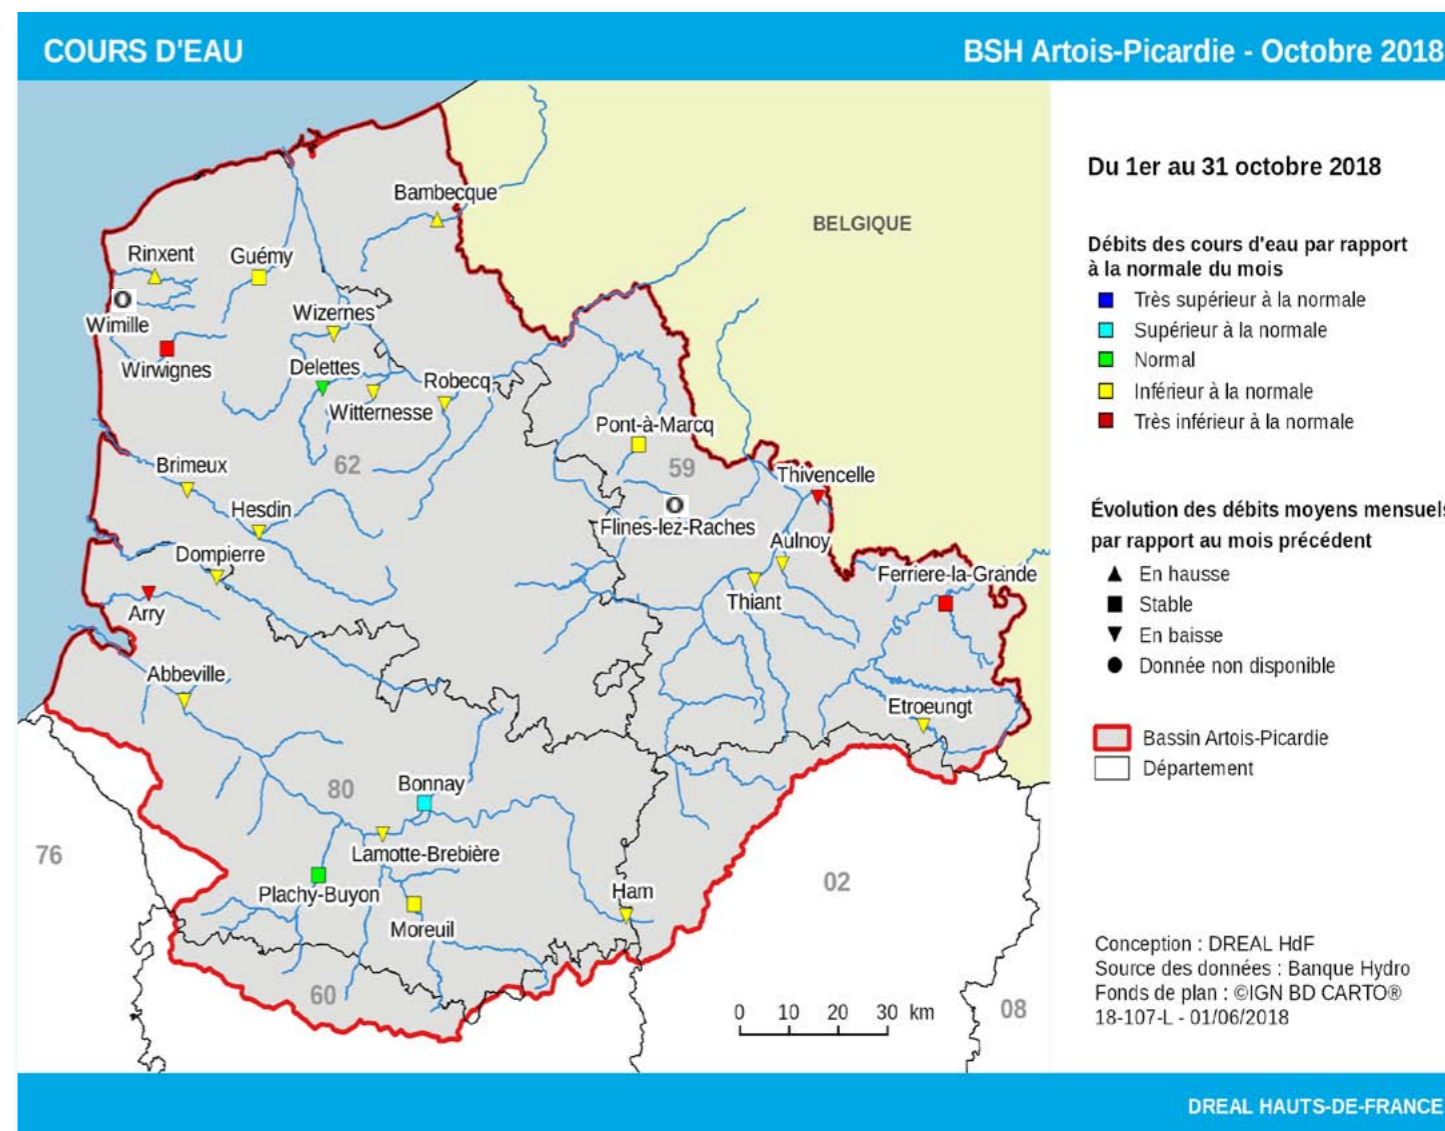 COURS D'EAU
BSH Artois-Picardie - Octobre 2018
Du 1er au 31 octobre 2018
Débits des cours d'eau par rapport
à la normale du mois
Très supérieur à la normale
Supérieur à la normale
Normal
Inférieur à la normale
Très inférieur à la normale
Évolution des débits moyens mensuels
par rapport au mois précédent
En hausse
Stable
En baisse
Donnée non disponible
Bassin Artois-Picardie
Département
Conception : DREAL HdF
Source des données : Banque Hydro
Fonds de plan : ©IGN BD CARTO®
18-107-L - 01/06/2018
BELGIQUE
Bambecque
Rinxent
Guémy
Wimille
Wizernes
Wirwignes
Delettes
Robecq
Witternesse
Pont-à-Marcq
62
59
Brimeux
Thivencelle
Hesdin
Flines-lez-Raches
Aulnoy
Dompierre
Ferriere-la-Grande
Thiant
Arry
Abbeville
Etroeungt
Bonnay
80
76
Lamotte-Brebière
02
Plachy-Buyon
Ham
Moreuil
60
08
0 10 20 30 km
DREAL HAUTS-DE-FRANCE